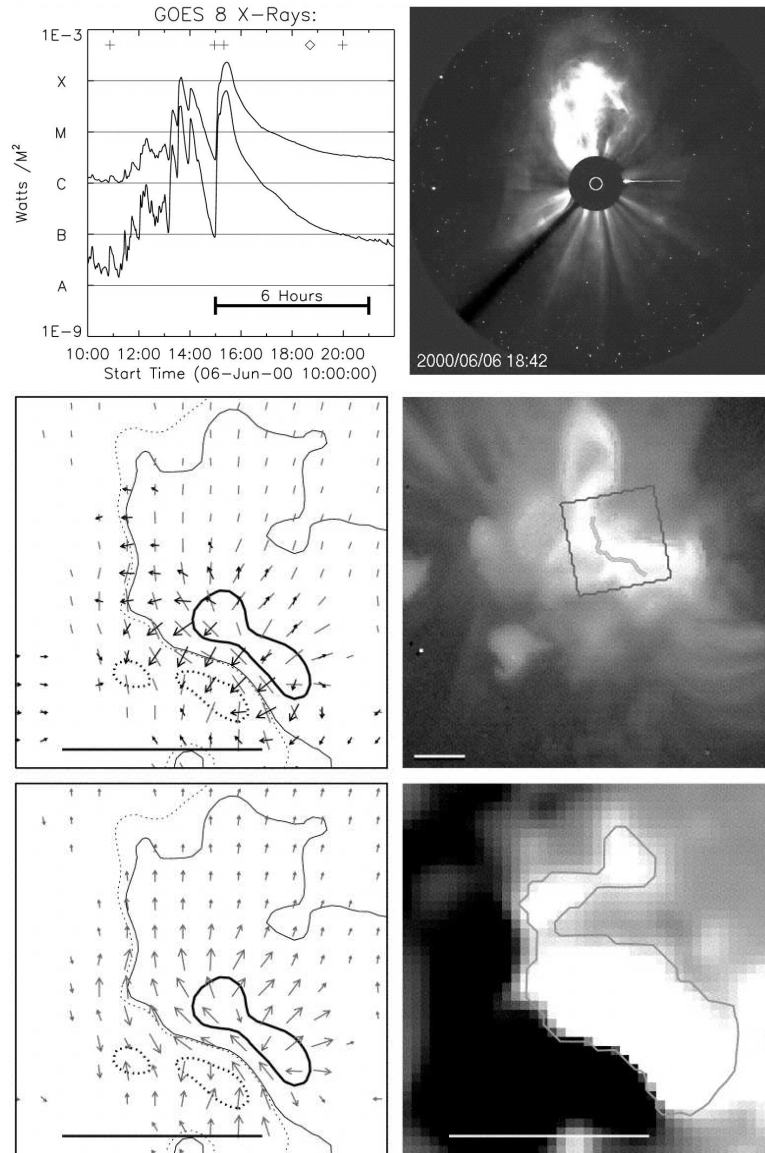 GOES 8 X-Rays:
1E-3
X
M
C
B
A
1E-9
Watts /M²
6 Hours
10:00 12:00 14:00 16:00 18:00 20:00
Start Time (06-Jun-00 10:00:00)
2000/06/06 18:42